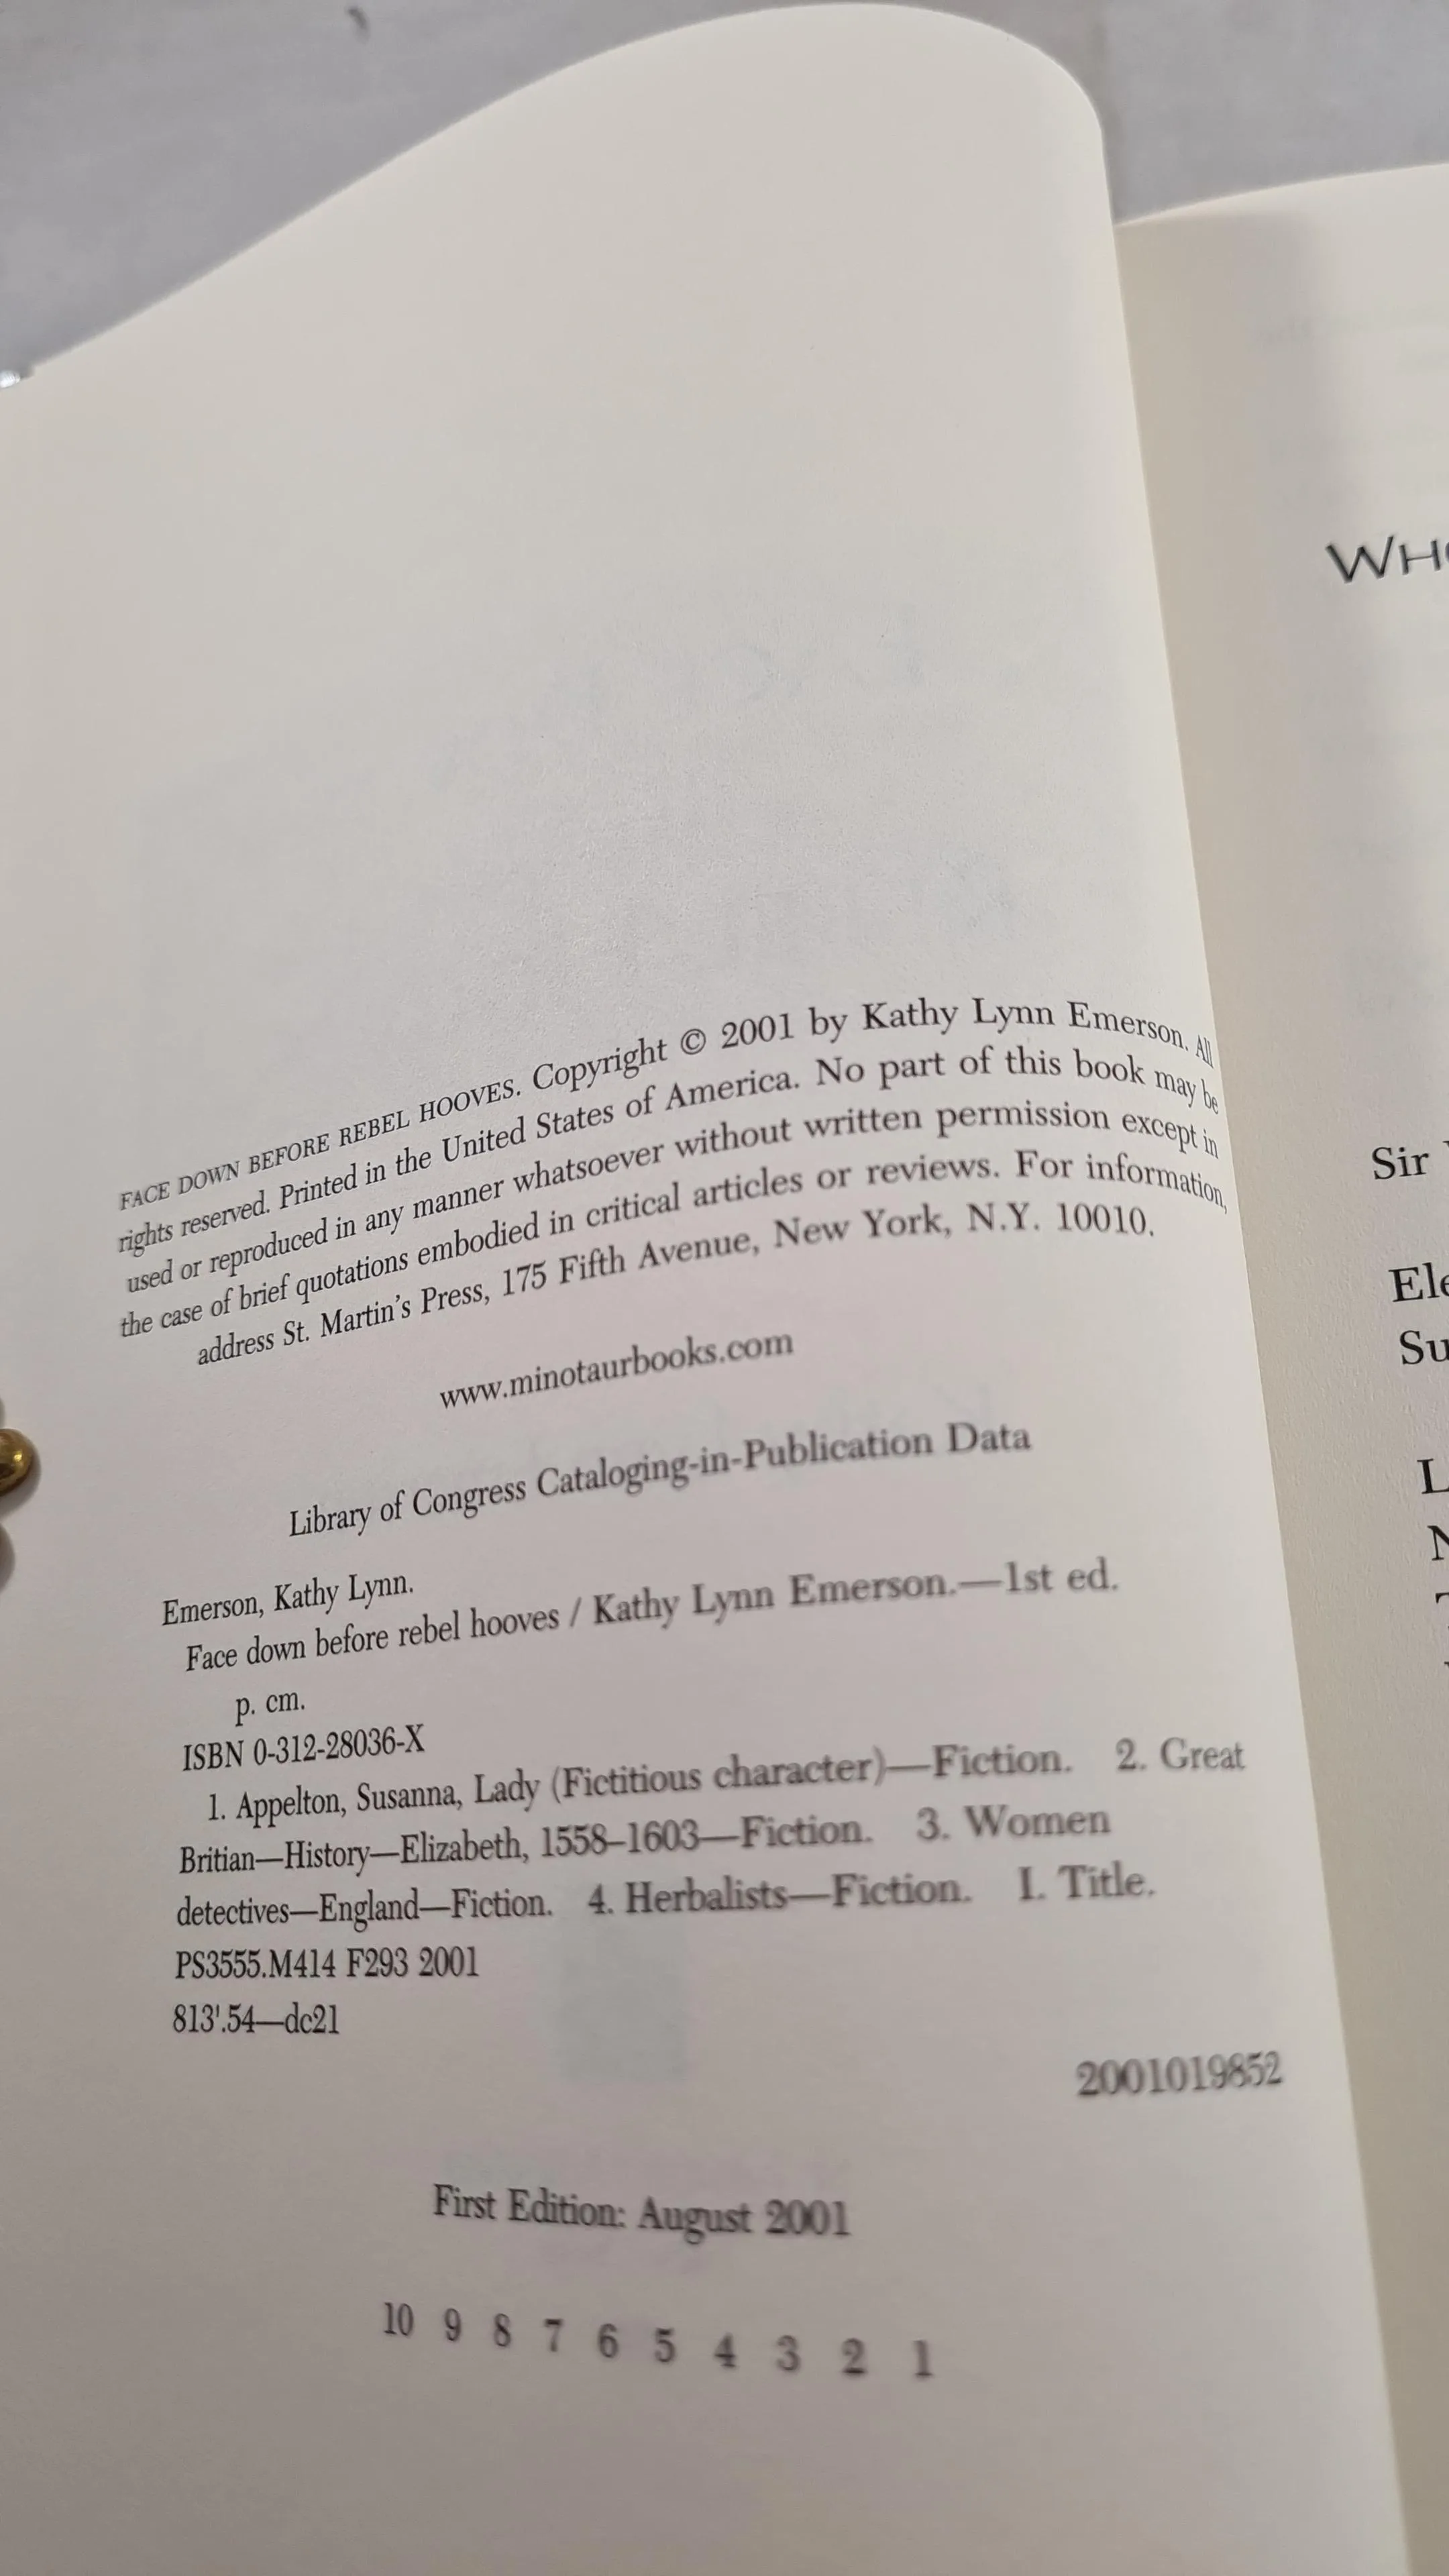 FACE DOWN BEFORE REBEL HOOVES. Copyright © 2001 by Kathy Lynn Emerson. All
rights reserved. Printed in the United States of America. No part of this book may be
used or reproduced in any manner whatsoever without written permission except in
the case of brief quotations embodied in critical articles or reviews. For information,
address St. Martin's Press, 175 Fifth Avenue, New York, N.Y. 10010.
www.minotaurbooks.com
Library of Congress Cataloging-in-Publication Data
Emerson, Kathy Lynn.
Face down before rebel hooves / Kathy Lynn Emerson.—1st ed.
p. cm.
ISBN 0-312-28036-X
1. Appelton, Susanna, Lady (Fictitious character)—Fiction. 2. Great
Britian—History—Elizabeth, 1558–1603—Fiction. 3. Women
detectives—England—Fiction. 4. Herbalists—Fiction. I. Title.
PS3555.M414 F293 2001
813'.54—dc21
2001019852
First Edition: August 2001
10 9 8 7 6 5 4 3 2 1
Sir